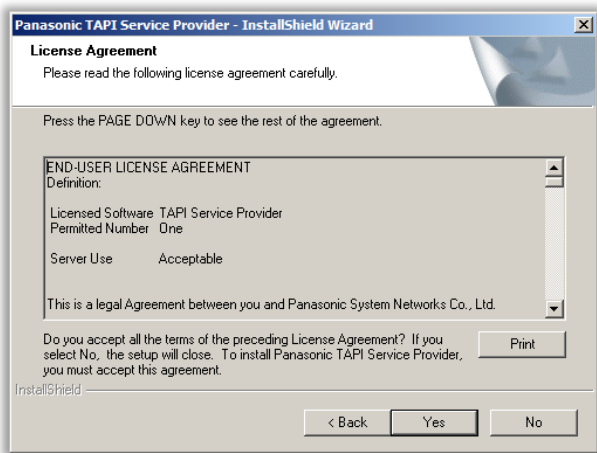 Panasonic TAPI Service Provider - InstallShield Wizard
License Agreement
Please read the following license agreement carefully.
Press the PAGE DOWN key to see the rest of the agreement.
END-USER LICENSE AGREEMENT
Definition:
Licensed Software TAPI Service Provider
Permitted Number One
Server Use Acceptable
This is a legal Agreement between you and Panasonic System Networks Co., Ltd.
Do you accept all the terms of the preceding License Agreement? If you
select No, the setup will close. To install Panasonic TAPI Service Provider,
you must accept this agreement.
Print
InstallShield
< Back Yes No